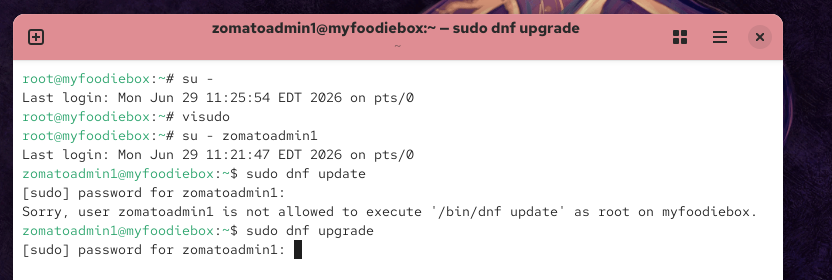 zomatoadmin1@myfoodiebox:~ — sudo dnf upgrade
~
root@myfoodiebox:~# su -
Last login: Mon Jun 29 11:25:54 EDT 2026 on pts/0
root@myfoodiebox:~# visudo
root@myfoodiebox:~# su - zomatoadmin1
Last login: Mon Jun 29 11:21:47 EDT 2026 on pts/0
zomatoadmin1@myfoodiebox:~$ sudo dnf update
[sudo] password for zomatoadmin1:
Sorry, user zomatoadmin1 is not allowed to execute '/bin/dnf update' as root on myfoodiebox.
zomatoadmin1@myfoodiebox:~$ sudo dnf upgrade
[sudo] password for zomatoadmin1: